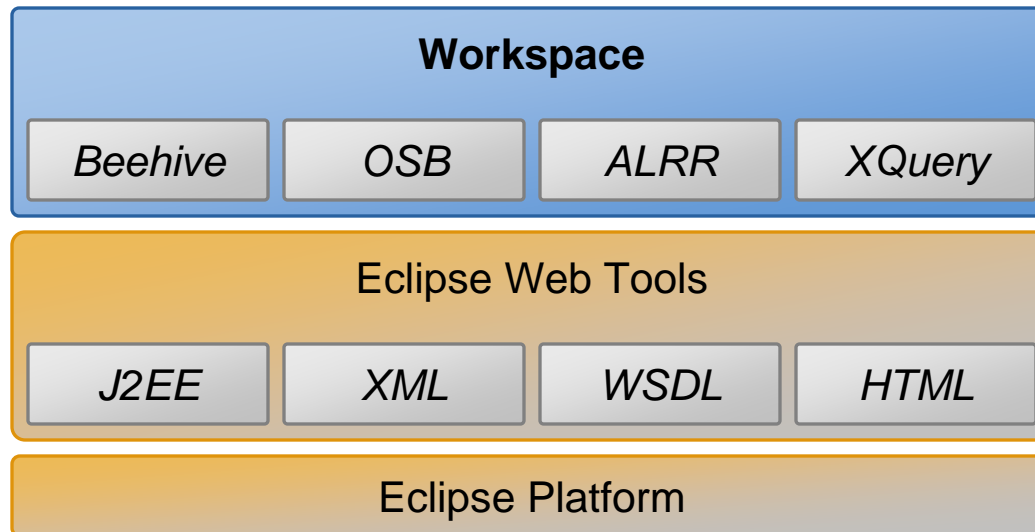 Workspace
Beehive OSB ALRR XQuery
Eclipse Web Tools
J2EE XML WSDL HTML
Eclipse Platform